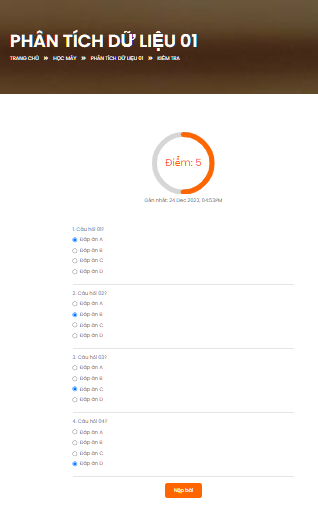 PHÂN TÍCH DỮ LIỆU 01
TRANG CHỦ » HỌC MÁY » PHÂN TÍCH DỮ LIỆU 01 » KIỂM TRA
Điểm: 5
Gần nhất: 24 Dec 2023, 04:53PM
1. Câu hỏi 01?
Đáp án A
Đáp án B
Đáp án C
Đáp án D
2. Câu hỏi 02?
Đáp án A
Đáp án B
Đáp án C
Đáp án D
3. Câu hỏi 03?
Đáp án A
Đáp án B
Đáp án C
Đáp án D
4. Câu hỏi 04?
Đáp án A
Đáp án B
Đáp án C
Đáp án D
Nộp bài